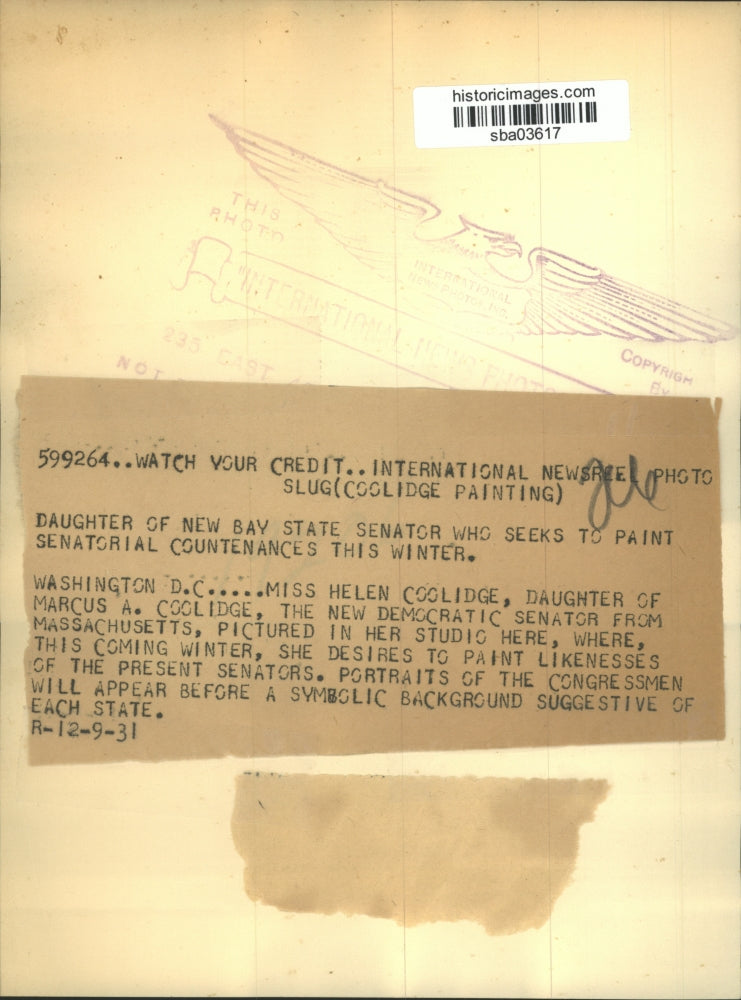 historicimages.com
sba03617
THIS
PHOTO
INTERNATIONAL
NEWS PHOTOS, INC.
"INTERNATIONAL NEWS PHOTO
235 EAST
NOT
COPYRIGH
BY
599264..WATCH YOUR CREDIT..INTERNATIONAL NEWSREEL PHOTO
SLUG(COOLIDGE PAINTING)
DAUGHTER OF NEW BAY STATE SENATOR WHO SEEKS TO PAINT
SENATORIAL COUNTENANCES THIS WINTER.
WASHINGTON D.C.....MISS HELEN COOLIDGE, DAUGHTER OF
MARCUS A. COOLIDGE, THE NEW DEMOCRATIC SENATOR FROM
MASSACHUSETTS, PICTURED IN HER STUDIO HERE, WHERE,
THIS COMING WINTER, SHE DESIRES TO PAINT LIKENESSES
OF THE PRESENT SENATORS. PORTRAITS OF THE CONGRESSMEN
WILL APPEAR BEFORE A SYMBOLIC BACKGROUND SUGGESTIVE OF
EACH STATE.
R-12-9-31